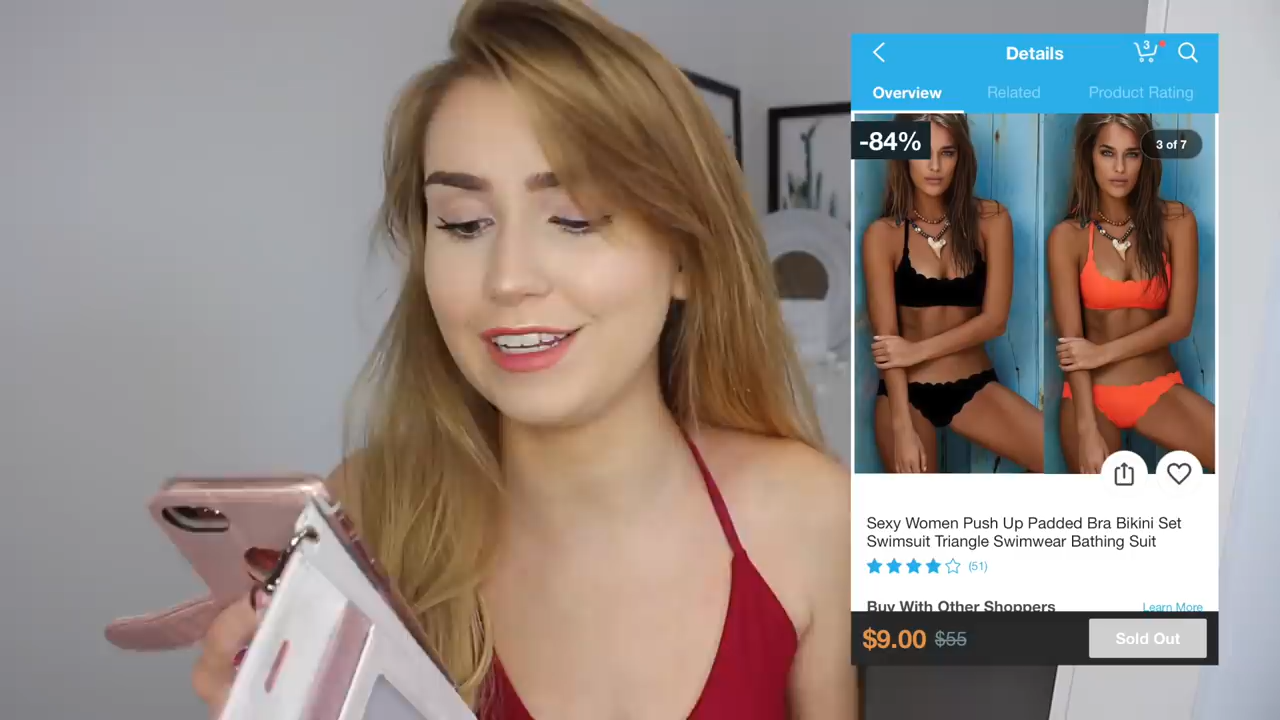 Details
3
Overview Related Product Rating
-84%
3 of 7
Sexy Women Push Up Padded Bra Bikini Set
Swimsuit Triangle Swimwear Bathing Suit
(51)
Buy With Other Shoppers Learn More
$9.00 $55 Sold Out